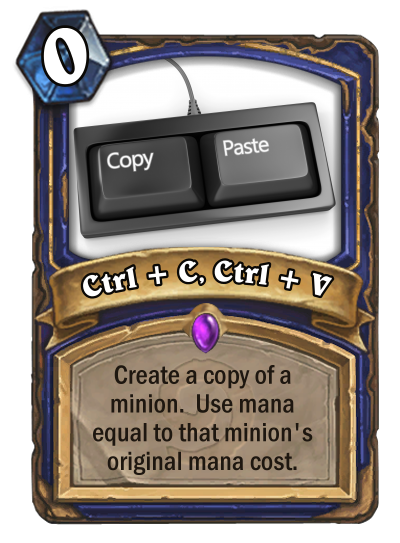 0
Copy
Paste
Ctrl + C, Ctrl + V
Create a copy of a
minion.  Use mana
equal to that minion's
original mana cost.